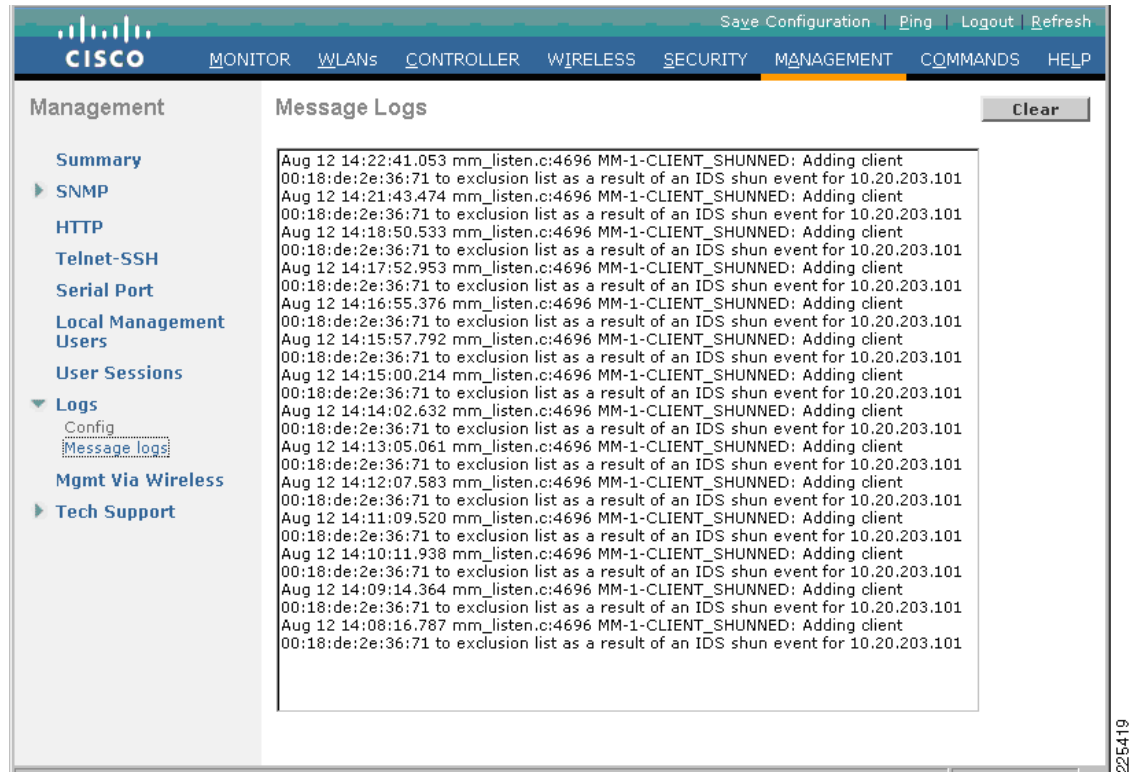 Save Configuration | Ping | Logout | Refresh
CISCO MONITOR WLANs CONTROLLER WIRELESS SECURITY MANAGEMENT COMMANDS HELP
Management
Summary
SNMP
HTTP
Telnet-SSH
Serial Port
Local Management
Users
User Sessions
Logs
Config
Message logs
Mgmt Via Wireless
Tech Support
Message Logs
Clear
Aug 12 14:22:41.053 mm_listen.c:4696 MM-1-CLIENT_SHUNNED: Adding client
00:18:de:2e:36:71 to exclusion list as a result of an IDS shun event for 10.20.203.101
Aug 12 14:21:43.474 mm_listen.c:4696 MM-1-CLIENT_SHUNNED: Adding client
00:18:de:2e:36:71 to exclusion list as a result of an IDS shun event for 10.20.203.101
Aug 12 14:18:50.533 mm_listen.c:4696 MM-1-CLIENT_SHUNNED: Adding client
00:18:de:2e:36:71 to exclusion list as a result of an IDS shun event for 10.20.203.101
Aug 12 14:17:52.953 mm_listen.c:4696 MM-1-CLIENT_SHUNNED: Adding client
00:18:de:2e:36:71 to exclusion list as a result of an IDS shun event for 10.20.203.101
Aug 12 14:16:55.376 mm_listen.c:4696 MM-1-CLIENT_SHUNNED: Adding client
00:18:de:2e:36:71 to exclusion list as a result of an IDS shun event for 10.20.203.101
Aug 12 14:15:57.792 mm_listen.c:4696 MM-1-CLIENT_SHUNNED: Adding client
00:18:de:2e:36:71 to exclusion list as a result of an IDS shun event for 10.20.203.101
Aug 12 14:15:00.214 mm_listen.c:4696 MM-1-CLIENT_SHUNNED: Adding client
00:18:de:2e:36:71 to exclusion list as a result of an IDS shun event for 10.20.203.101
Aug 12 14:14:02.632 mm_listen.c:4696 MM-1-CLIENT_SHUNNED: Adding client
00:18:de:2e:36:71 to exclusion list as a result of an IDS shun event for 10.20.203.101
Aug 12 14:13:05.061 mm_listen.c:4696 MM-1-CLIENT_SHUNNED: Adding client
00:18:de:2e:36:71 to exclusion list as a result of an IDS shun event for 10.20.203.101
Aug 12 14:12:07.583 mm_listen.c:4696 MM-1-CLIENT_SHUNNED: Adding client
00:18:de:2e:36:71 to exclusion list as a result of an IDS shun event for 10.20.203.101
Aug 12 14:11:09.520 mm_listen.c:4696 MM-1-CLIENT_SHUNNED: Adding client
00:18:de:2e:36:71 to exclusion list as a result of an IDS shun event for 10.20.203.101
Aug 12 14:10:11.938 mm_listen.c:4696 MM-1-CLIENT_SHUNNED: Adding client
00:18:de:2e:36:71 to exclusion list as a result of an IDS shun event for 10.20.203.101
Aug 12 14:09:14.364 mm_listen.c:4696 MM-1-CLIENT_SHUNNED: Adding client
00:18:de:2e:36:71 to exclusion list as a result of an IDS shun event for 10.20.203.101
Aug 12 14:08:16.787 mm_listen.c:4696 MM-1-CLIENT_SHUNNED: Adding client
00:18:de:2e:36:71 to exclusion list as a result of an IDS shun event for 10.20.203.101
225419